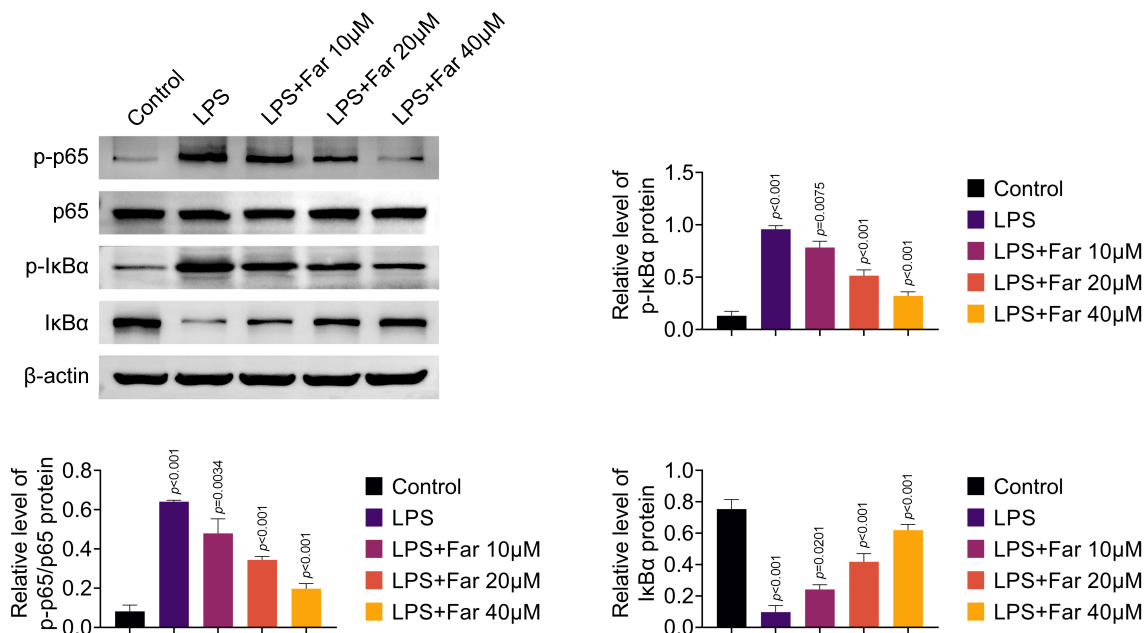 Control
LPS
LPS+Far 10μM
LPS+Far 20μM
LPS+Far 40μM
p-p65
p65
p-IκBα
IκBα
β-actin
Relative level of
p-IκBα protein
1.5
1.0
0.5
0.0
p<0.001
p=0.0075
p<0.001
p<0.001
Control
LPS
LPS+Far 10μM
LPS+Far 20μM
LPS+Far 40μM
Relative level of
p-p65/p65 protein
0.8
0.6
0.4
0.2
0.0
p<0.001
p=0.0034
p<0.001
p<0.001
Control
LPS
LPS+Far 10μM
LPS+Far 20μM
LPS+Far 40μM
Relative level of
IκBα protein
1.0
0.8
0.6
0.4
0.2
0.0
p<0.001
p=0.0201
p<0.001
p<0.001
Control
LPS
LPS+Far 10μM
LPS+Far 20μM
LPS+Far 40μM